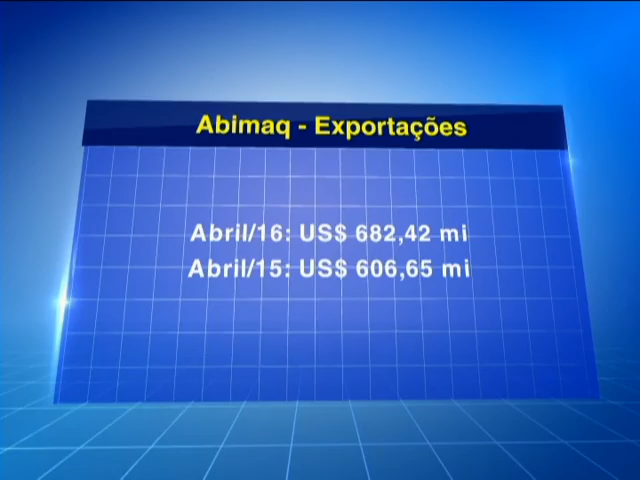 Abimaq - Exportações
Abril/16: US$ 682,42 mi
Abril/15: US$ 606,65 mi